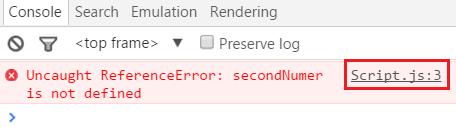 Console Search Emulation Rendering
<top frame> Preserve log
Uncaught ReferenceError: secondNumer Script.js:3
is not defined